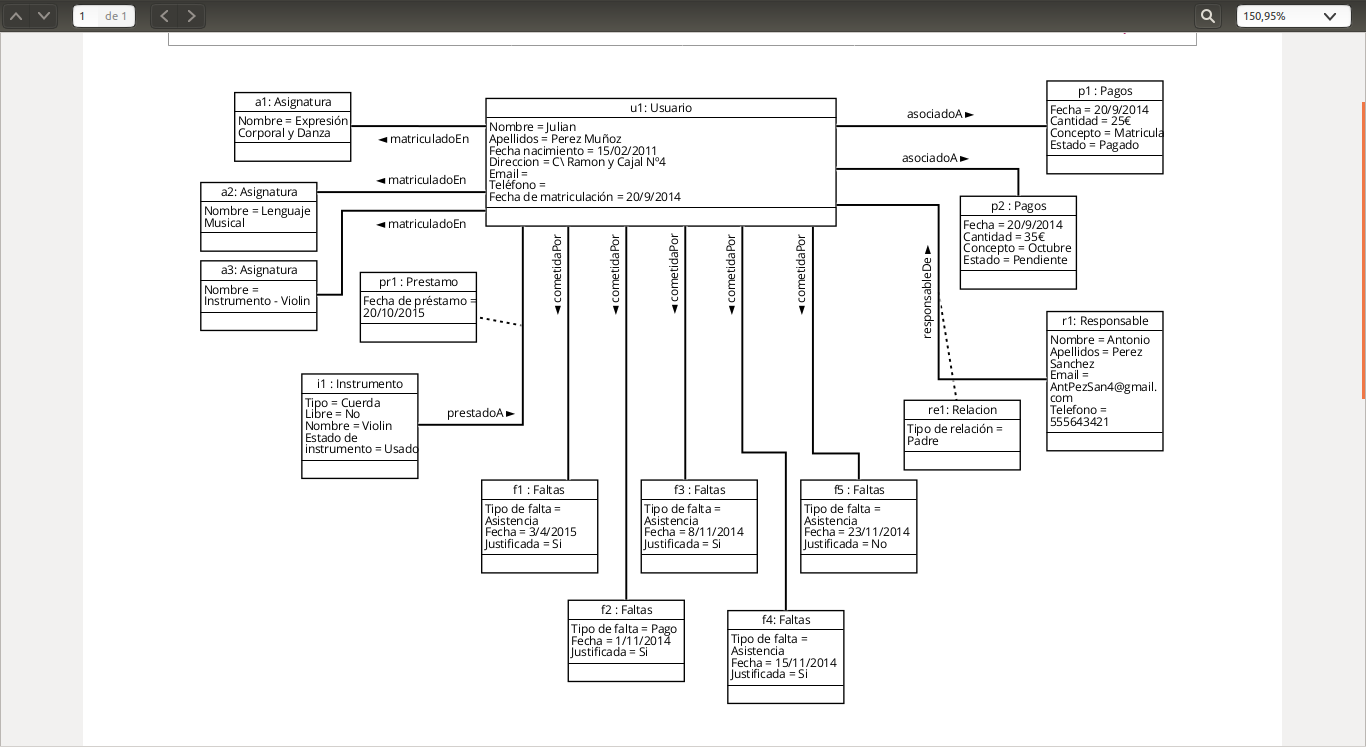 1 de 1
150,95%
a1: Asignatura
Nombre = Expresión
Corporal y Danza
◄ matriculadoEn
a2: Asignatura
Nombre = Lenguaje
Musical
◄ matriculadoEn
◄ matriculadoEn
a3: Asignatura
Nombre =
Instrumento - Violin
u1: Usuario
Nombre = Julian
Apellidos = Perez Muñoz
Fecha nacimiento = 15/02/2011
Direccion = C\ Ramon y Cajal Nº4
Email =
Teléfono =
Fecha de matriculación = 20/9/2014
asociadoA ►
p1 : Pagos
Fecha = 20/9/2014
Cantidad = 25€
Concepto = Matricula
Estado = Pagado
asociadoA ►
p2 : Pagos
Fecha = 20/9/2014
Cantidad = 35€
Concepto = Octubre
Estado = Pendiente
pr1 : Prestamo
Fecha de préstamo =
20/10/2015
◄ cometidaPor
◄ cometidaPor
◄ cometidaPor
◄ cometidaPor
◄ cometidaPor
responsableDe ►
r1: Responsable
Nombre = Antonio
Apellidos = Perez
Sanchez
Email =
AntPezSan4@gmail.
com
Telefono =
555643421
i1 : Instrumento
Tipo = Cuerda
Libre = No
Nombre = Violin
Estado de
instrumento = Usado
prestadoA ►
re1: Relacion
Tipo de relación =
Padre
f1 : Faltas
Tipo de falta =
Asistencia
Fecha = 3/4/2015
Justificada = Si
f3 : Faltas
Tipo de falta =
Asistencia
Fecha = 8/11/2014
Justificada = Si
f5 : Faltas
Tipo de falta =
Asistencia
Fecha = 23/11/2014
Justificada = No
f2 : Faltas
Tipo de falta = Pago
Fecha = 1/11/2014
Justificada = Si
f4: Faltas
Tipo de falta =
Asistencia
Fecha = 15/11/2014
Justificada = Si